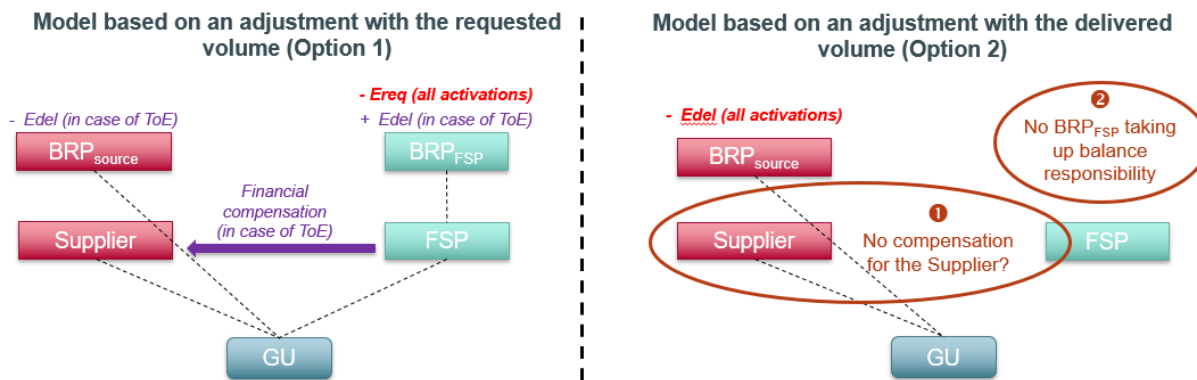 Model based on an adjustment with the requested
volume (Option 1)
- Ereq (all activations)
- Edel (in case of ToE)
+ Edel (in case of ToE)
BRPsource
BRPFSP
Financial
compensation
(in case of ToE)
Supplier
FSP
GU
Model based on an adjustment with the delivered
volume (Option 2)
- Edel (all activations)
BRPsource
❷
No BRPFSP taking
up balance
responsibility
❶
Supplier
No compensation
for the Supplier?
FSP
GU